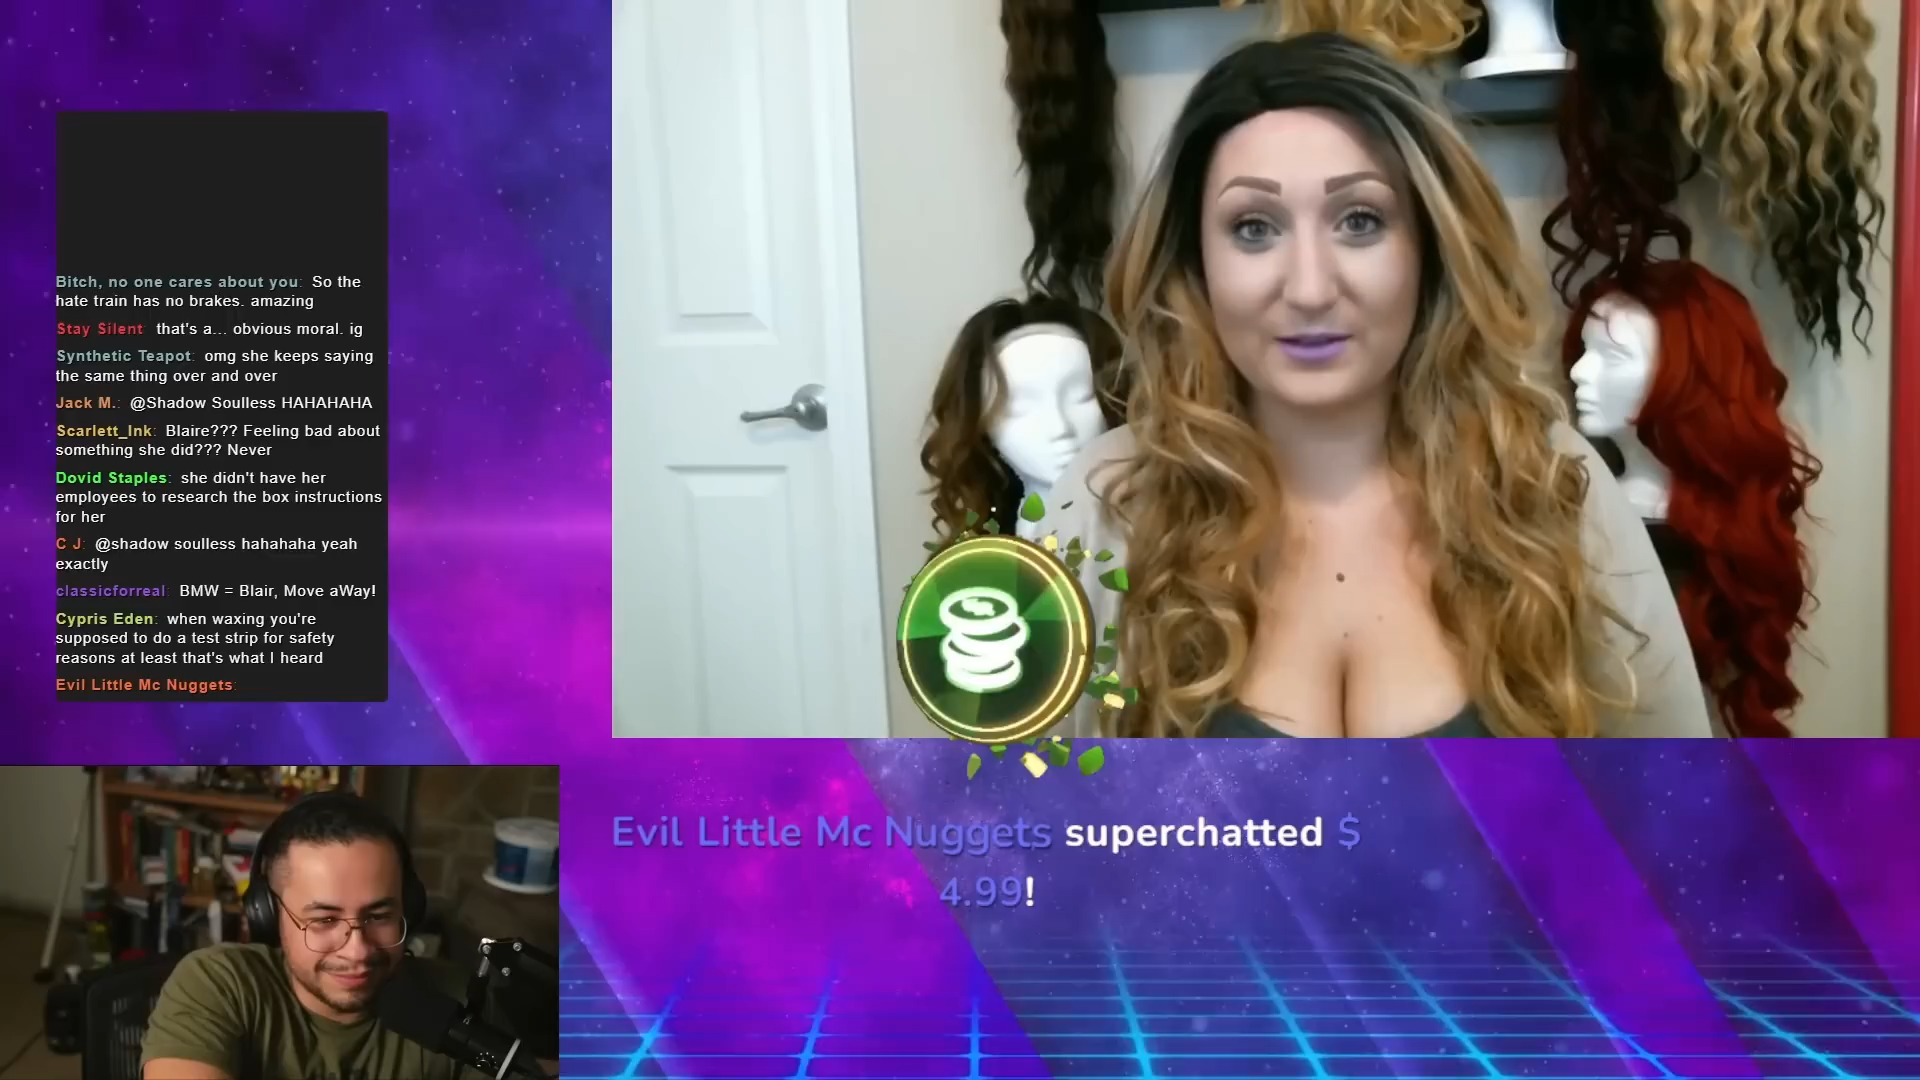 Bitch, no one cares about you: So the
hate train has no brakes. amazing
Stay Silent: that's a... obvious moral. ig
Synthetic Teapot: omg she keeps saying
the same thing over and over
Jack M.: @Shadow Soulless HAHAHAHA
Scarlett_Ink: Blaire??? Feeling bad about
something she did??? Never
Dovid Staples: she didn't have her
employees to research the box instructions
for her
C J: @shadow soulless hahahaha yeah
exactly
classicforreal: BMW = Blair, Move aWay!
Cypris Eden: when waxing you're
supposed to do a test strip for safety
reasons at least that's what I heard
Evil Little Mc Nuggets:
Evil Little Mc Nuggets superchatted $
4.99!